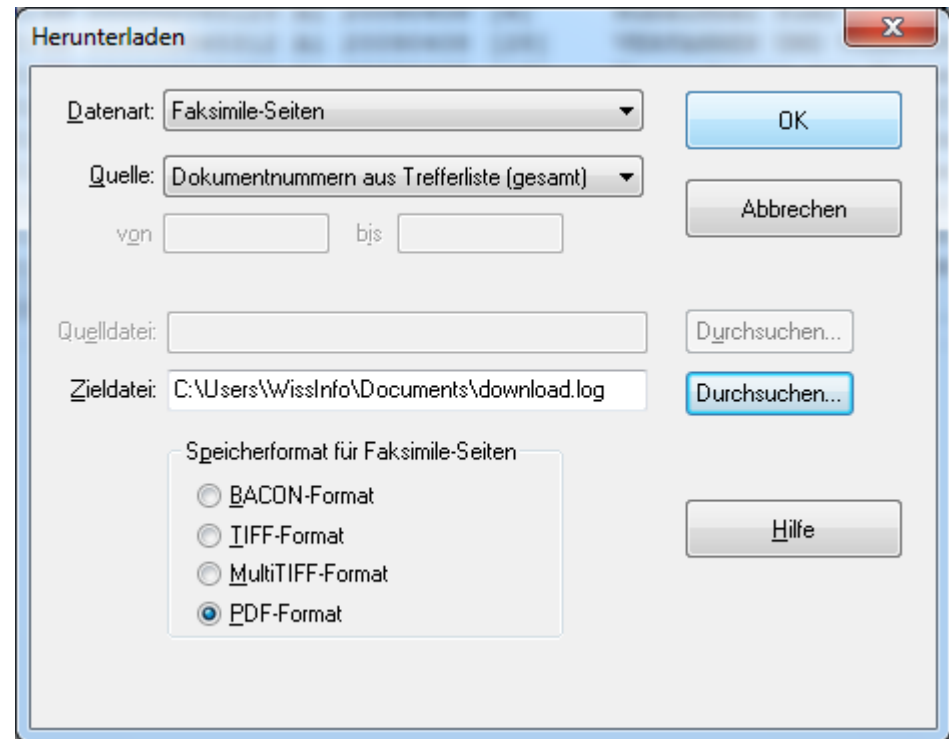 Herunterladen
Datenart: Faksimile-Seiten
OK
Quelle: Dokumentnummern aus Trefferliste (gesamt)
Abbrechen
von bis
Quelldatei: Durchsuchen...
Zieldatei: C:\Users\WissInfo\Documents\download.log Durchsuchen...
Speicherformat für Faksimile-Seiten
BACON-Format
TIFF-Format
Hilfe
MultiTIFF-Format
PDF-Format